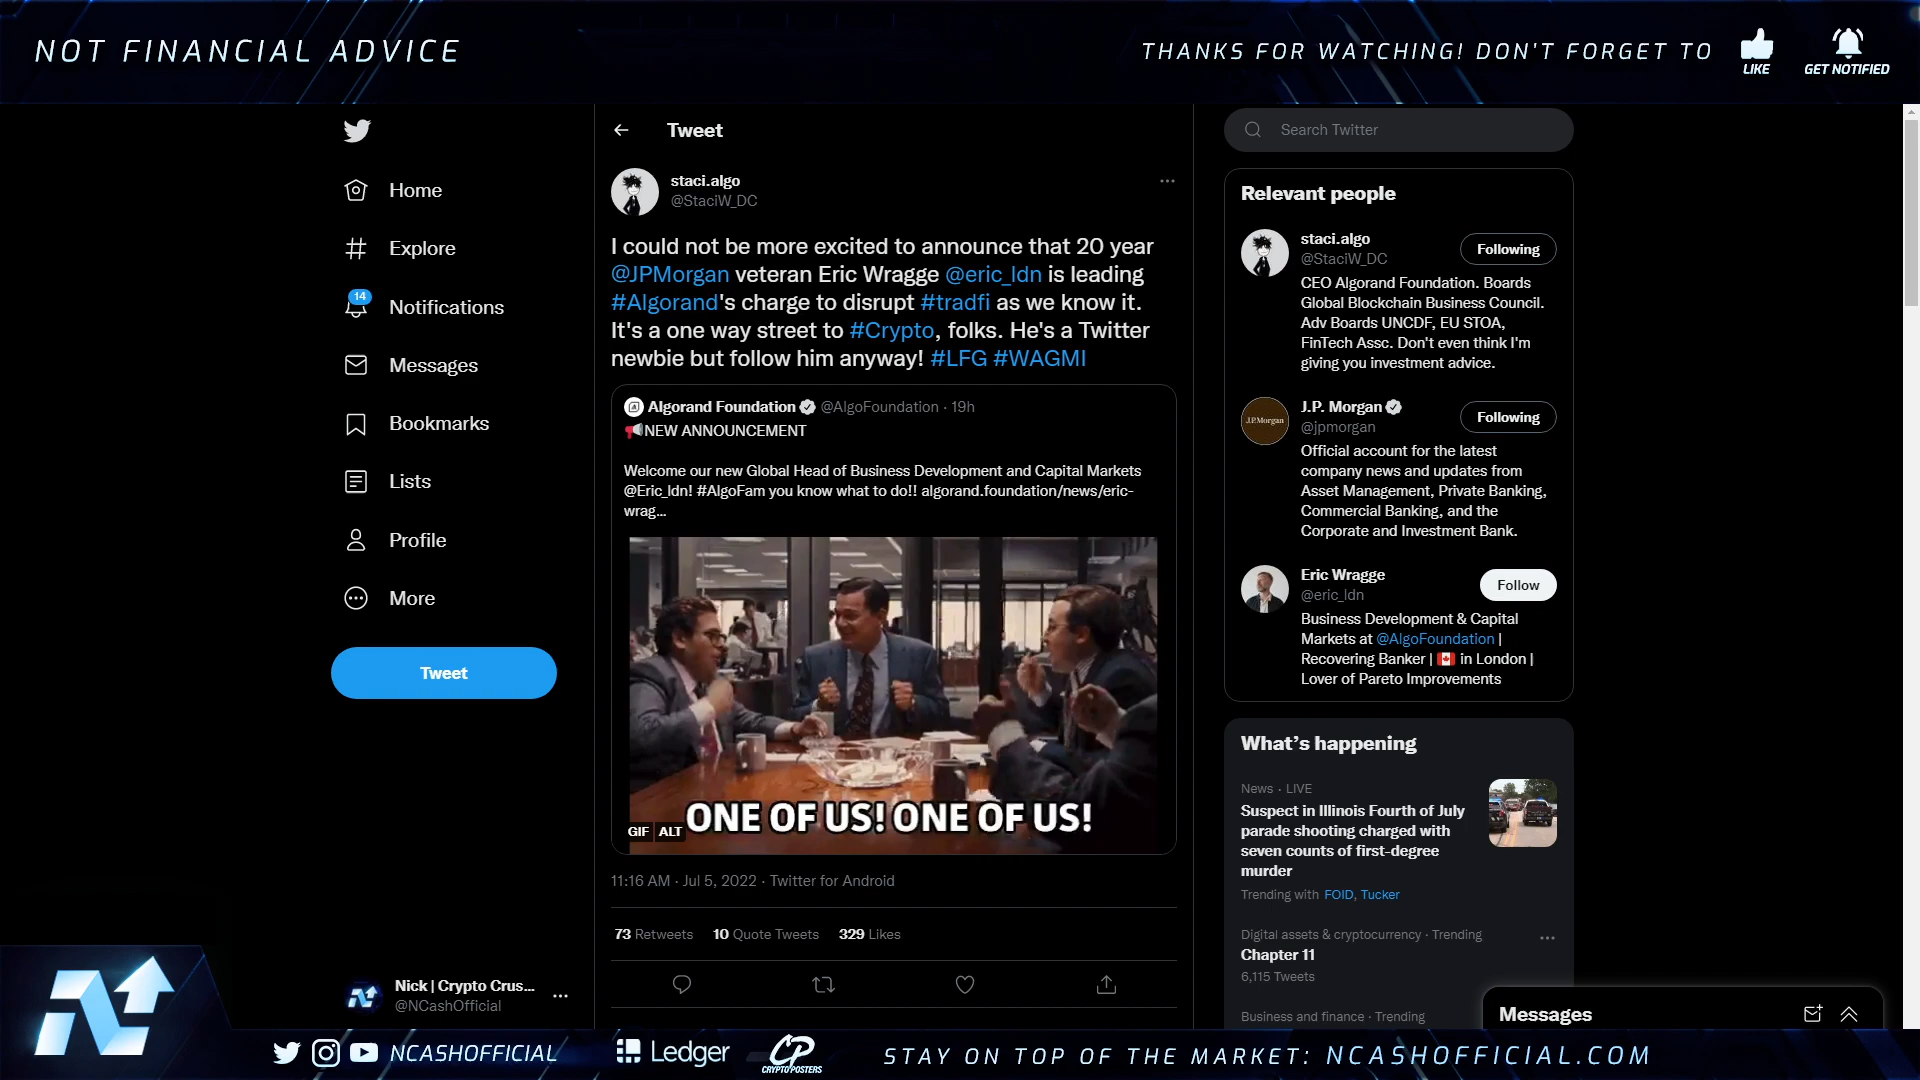 NOT FINANCIAL ADVICE
THANKS FOR WATCHING! DON'T FORGET TO
LIKE
GET NOTIFIED
Home
Explore
14
Notifications
Messages
Bookmarks
Lists
Profile
More
Tweet
Nick | Crypto Crus...
@NCashOfficial
Tweet
staci.algo
@StaciW_DC
I could not be more excited to announce that 20 year
@JPMorgan veteran Eric Wragge @eric_ldn is leading
#Algorand's charge to disrupt #tradfi as we know it.
It's a one way street to #Crypto, folks. He's a Twitter
newbie but follow him anyway! #LFG #WAGMI
Algorand Foundation @AlgoFoundation · 19h
NEW ANNOUNCEMENT
Welcome our new Global Head of Business Development and Capital Markets
@Eric_ldn! #AlgoFam you know what to do!! algorand.foundation/news/eric-
wrag...
ONE OF US! ONE OF US!
GIF ALT
11:16 AM · Jul 5, 2022 · Twitter for Android
73 Retweets 10 Quote Tweets 329 Likes
Search Twitter
Relevant people
staci.algo
@StaciW_DC
Following
CEO Algorand Foundation. Boards
Global Blockchain Business Council.
Adv Boards UNCDF, EU STOA,
FinTech Assc. Don't even think I'm
giving you investment advice.
J.P.Morgan
J.P. Morgan
@jpmorgan
Following
Official account for the latest
company news and updates from
Asset Management, Private Banking,
Commercial Banking, and the
Corporate and Investment Bank.
Eric Wragge
@eric_ldn
Follow
Business Development & Capital
Markets at @AlgoFoundation |
Recovering Banker | 🇨🇦 in London |
Lover of Pareto Improvements
What's happening
News · LIVE
Suspect in Illinois Fourth of July
parade shooting charged with
seven counts of first-degree
murder
Trending with FOID, Tucker
Digital assets & cryptocurrency · Trending
Chapter 11
6,115 Tweets
Business and finance · Trending
Messages
NCASHOFFICIAL
Ledger
CP
CRYPTOPOSTERS
STAY ON TOP OF THE MARKET: NCASHOFFICIAL.COM